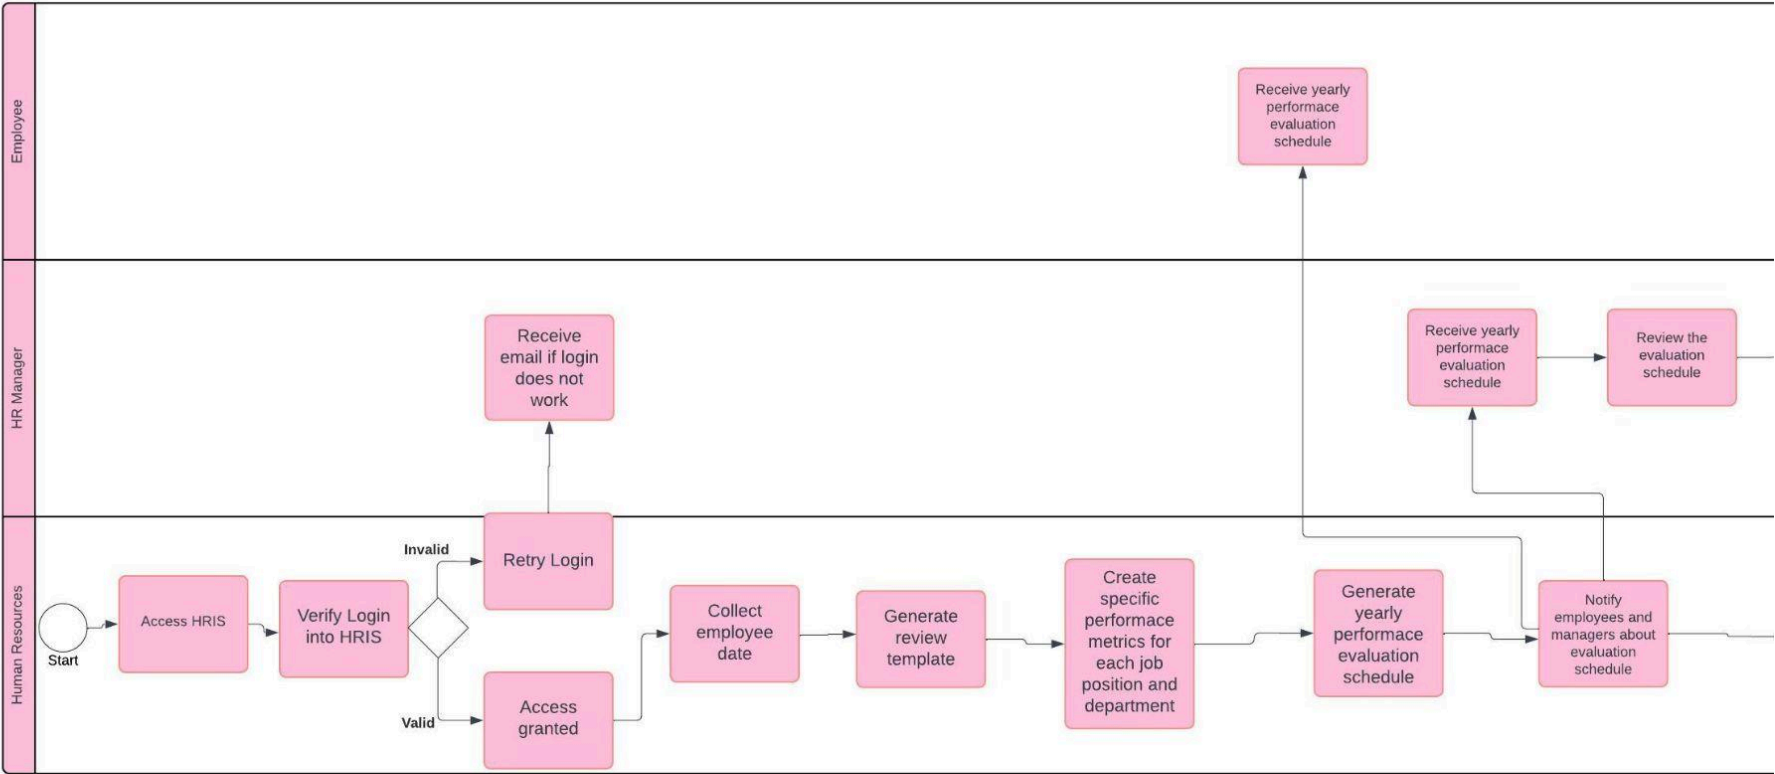 Employee
Receive yearly
performace
evaluation
schedule
HR Manager
Receive
email if login
does not
work
Receive yearly
performace
evaluation
schedule
Review the
evaluation
schedule
Human Resources
Start
Access HRIS
Verify Login
into HRIS
Invalid
Retry Login
Valid
Access
granted
Collect
employee
date
Generate
review
template
Create
specific
performace
metrics for
each job
position and
department
Generate
yearly
performace
evaluation
schedule
Notify
employees and
managers about
evaluation
schedule